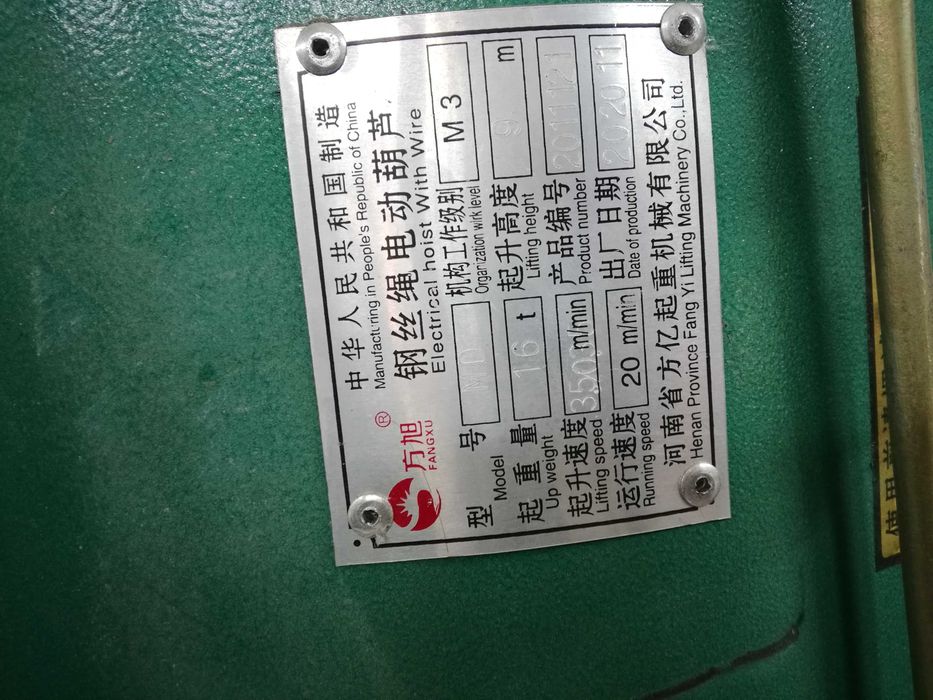 中华人民共和国制造
Manufacturing in People's Republic of China
® 钢丝绳电动葫芦
方旭 FANGXU Electrical hoist With Wire
型号 MD 机构工作级别 M3
Model Organization wirk level
起重量 16 t 起升高度 9 m
Up weight Lifting height
起升速度 m/min 产品编号 2011121
Lifting speed Product number
运行速度 20 m/min 出厂日期 2020 11
Running speed Date of production
河南省方亿起重机械有限公司
Henan Province Fang Yi Lifting Machinery Co.,Ltd.